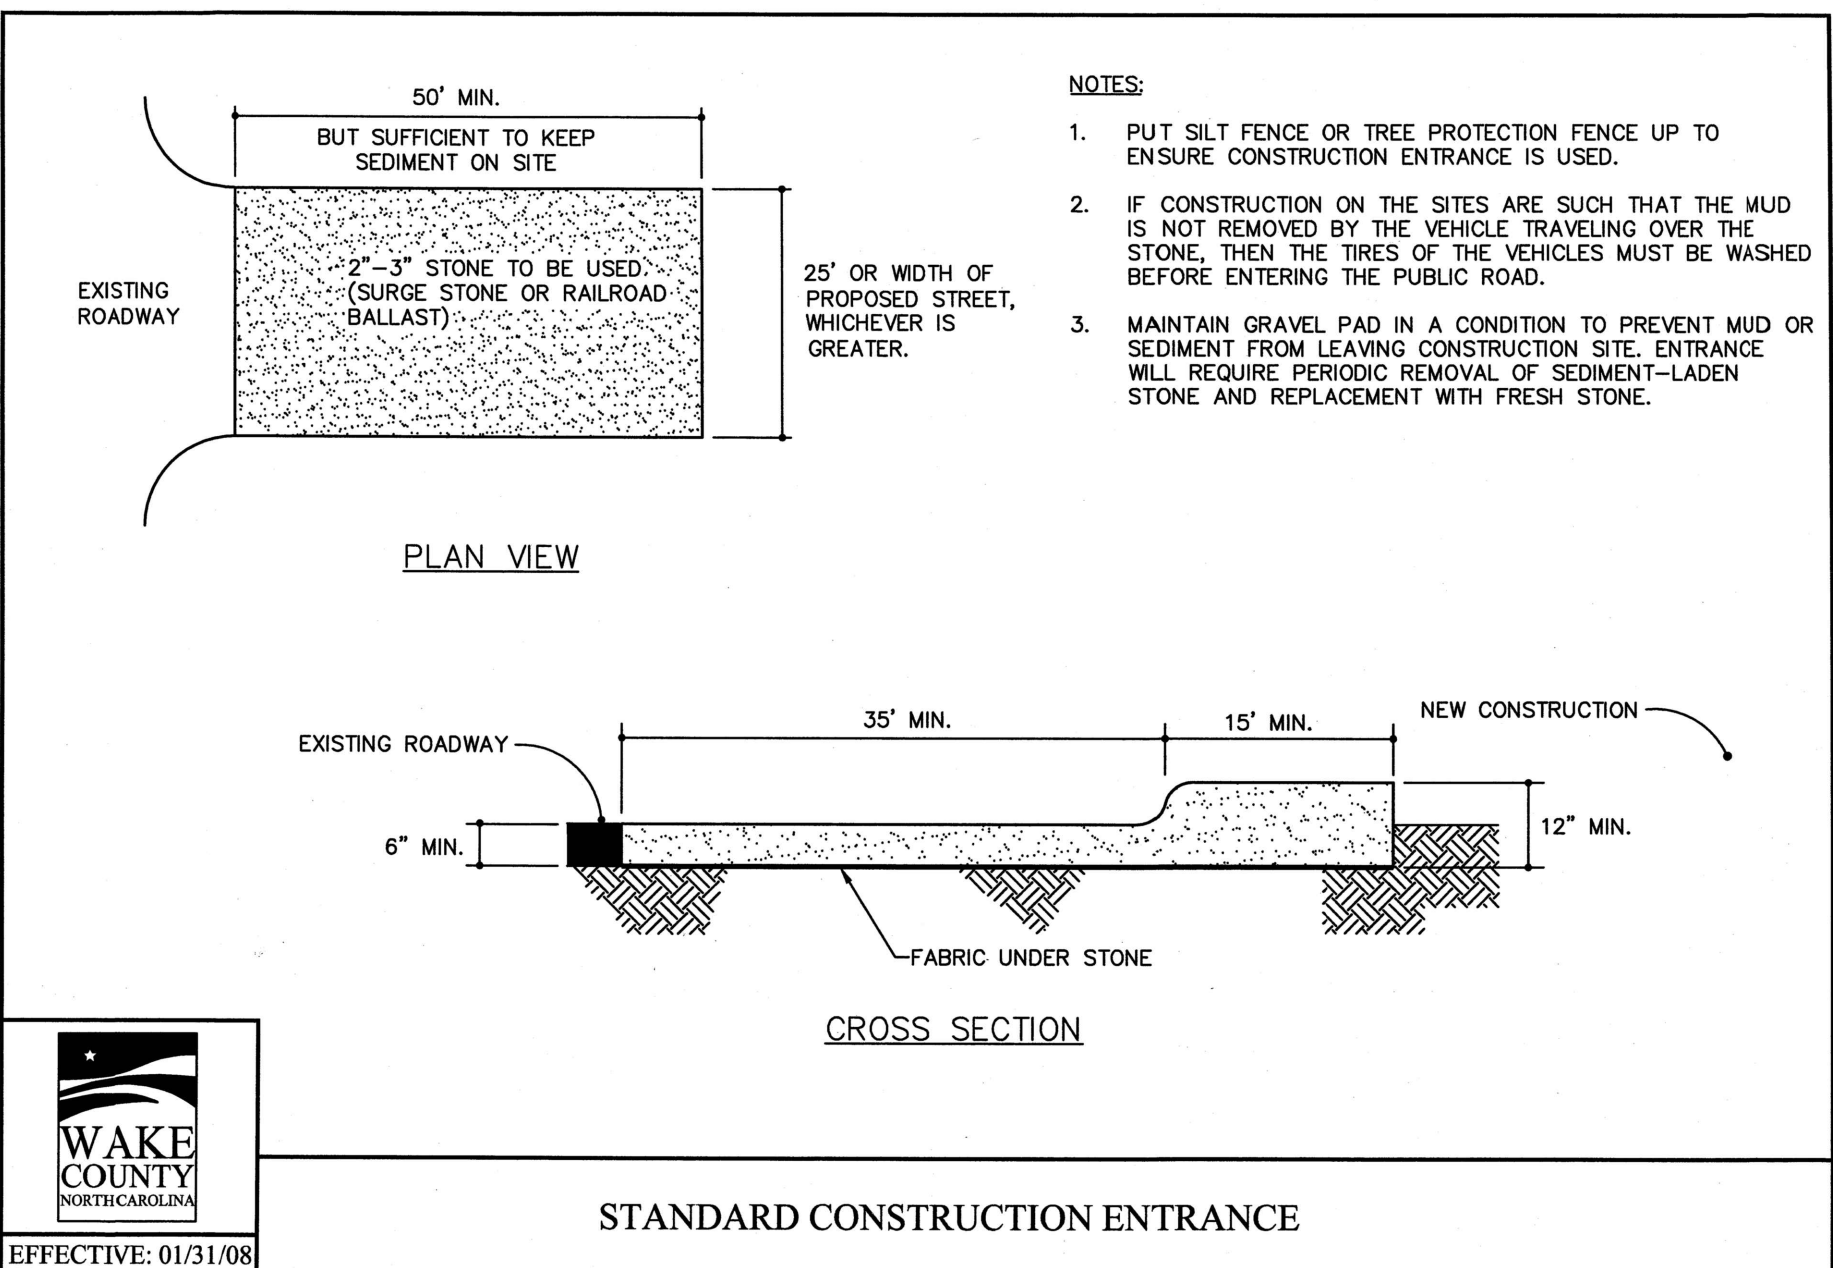 50' MIN.
BUT SUFFICIENT TO KEEP
SEDIMENT ON SITE
EXISTING
ROADWAY
2"-3" STONE TO BE USED.
(SURGE STONE OR RAILROAD
BALLAST)
25' OR WIDTH OF
PROPOSED STREET,
WHICHEVER IS
GREATER.
PLAN VIEW
NOTES:
1. PUT SILT FENCE OR TREE PROTECTION FENCE UP TO
ENSURE CONSTRUCTION ENTRANCE IS USED.
2. IF CONSTRUCTION ON THE SITES ARE SUCH THAT THE MUD
IS NOT REMOVED BY THE VEHICLE TRAVELING OVER THE
STONE, THEN THE TIRES OF THE VEHICLES MUST BE WASHED
BEFORE ENTERING THE PUBLIC ROAD.
3. MAINTAIN GRAVEL PAD IN A CONDITION TO PREVENT MUD OR
SEDIMENT FROM LEAVING CONSTRUCTION SITE. ENTRANCE
WILL REQUIRE PERIODIC REMOVAL OF SEDIMENT-LADEN
STONE AND REPLACEMENT WITH FRESH STONE.
35' MIN.
15' MIN.
NEW CONSTRUCTION
EXISTING ROADWAY
6" MIN.
12" MIN.
FABRIC UNDER STONE
CROSS SECTION
WAKE
COUNTY
NORTH CAROLINA
EFFECTIVE: 01/31/08
STANDARD CONSTRUCTION ENTRANCE